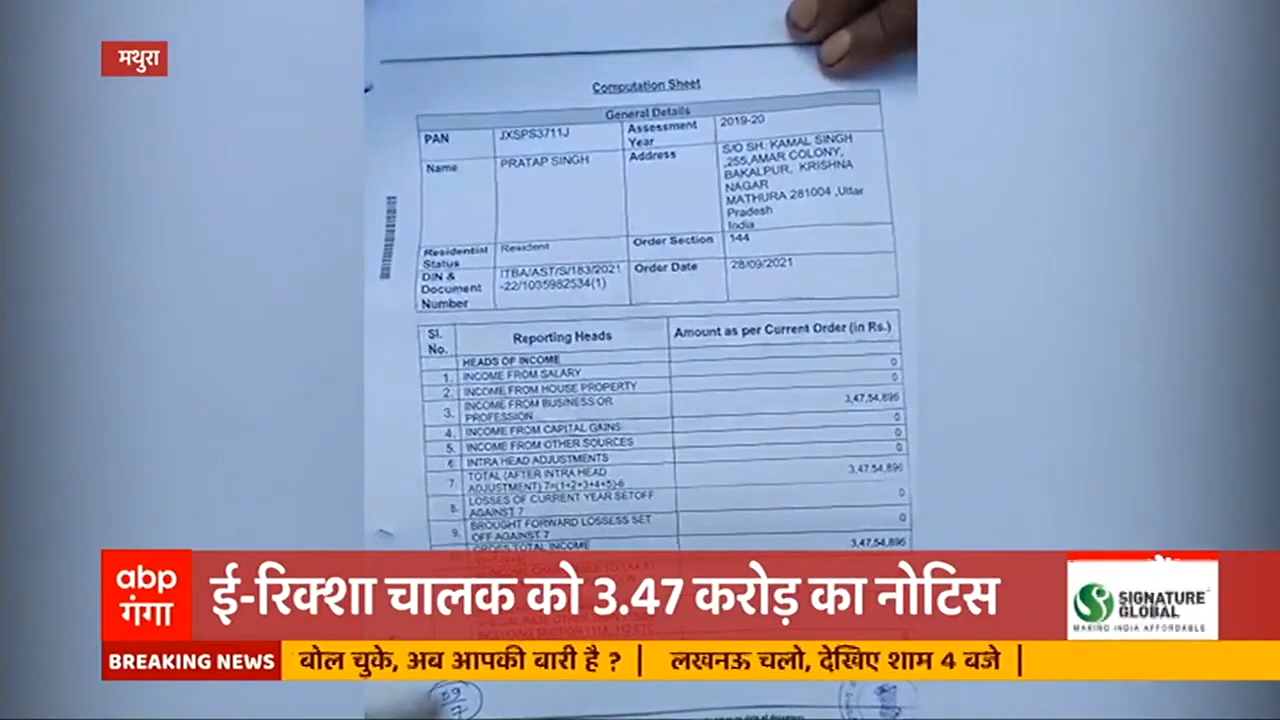 मथुरा
Computation Sheet
General Details
PAN JXSPS3711J Assessment Year 2019-20
Name PRATAP SINGH Address S/O SH. KAMAL SINGH
,255,AMAR COLONY,
BAKALPUR, KRISHNA
NAGAR
MATHURA 281004 ,Uttar
Pradesh
India
Residential Status Resident Order Section 144
DIN & Document Number ITBA/AST/S/183/2021
-22/1035982534(1) Order Date 28/09/2021
Sl. No. Reporting Heads Amount as per Current Order (in Rs.)
HEADS OF INCOME
1. INCOME FROM SALARY 0
2. INCOME FROM HOUSE PROPERTY 0
3. INCOME FROM BUSINESS OR
PROFESSION 3,47,54,896
4. INCOME FROM CAPITAL GAINS 0
5. INCOME FROM OTHER SOURCES 0
6. INTRA HEAD ADJUSTMENTS 0
7. TOTAL (AFTER INTRA HEAD
ADJUSTMENT) 7=(1+2+3+4+5)-6 3,47,54,896
8. LOSSES OF CURRENT YEAR SETOFF
AGAINST 7 0
9. BROUGHT FORWARD LOSSESS SET
OFF AGAINST 7 0
GROSS TOTAL INCOME 3,47,54,896
abp
गंगा
ई-रिक्शा चालक को 3.47 करोड़ का नोटिस
SIGNATURE
GLOBAL
MAKING INDIA AFFORDABLE
BREAKING NEWS
बोल चुके, अब आपकी बारी है ? | लखनऊ चलो, देखिए शाम 4 बजे |